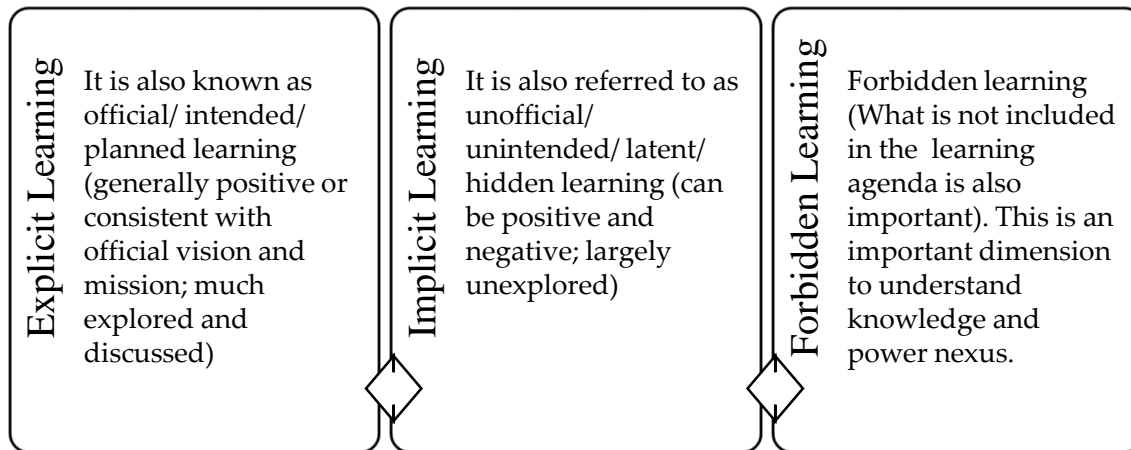 Explicit Learning
It is also known as
official/ intended/
planned learning
(generally positive or
consistent with
official vision and
mission; much
explored and
discussed)
Implicit Learning
It is also referred to as
unofficial/
unintended/ latent/
hidden learning (can
be positive and
negative; largely
unexplored)
Forbidden Learning
Forbidden learning
(What is not included
in the learning
agenda is also
important). This is an
important dimension
to understand
knowledge and
power nexus.